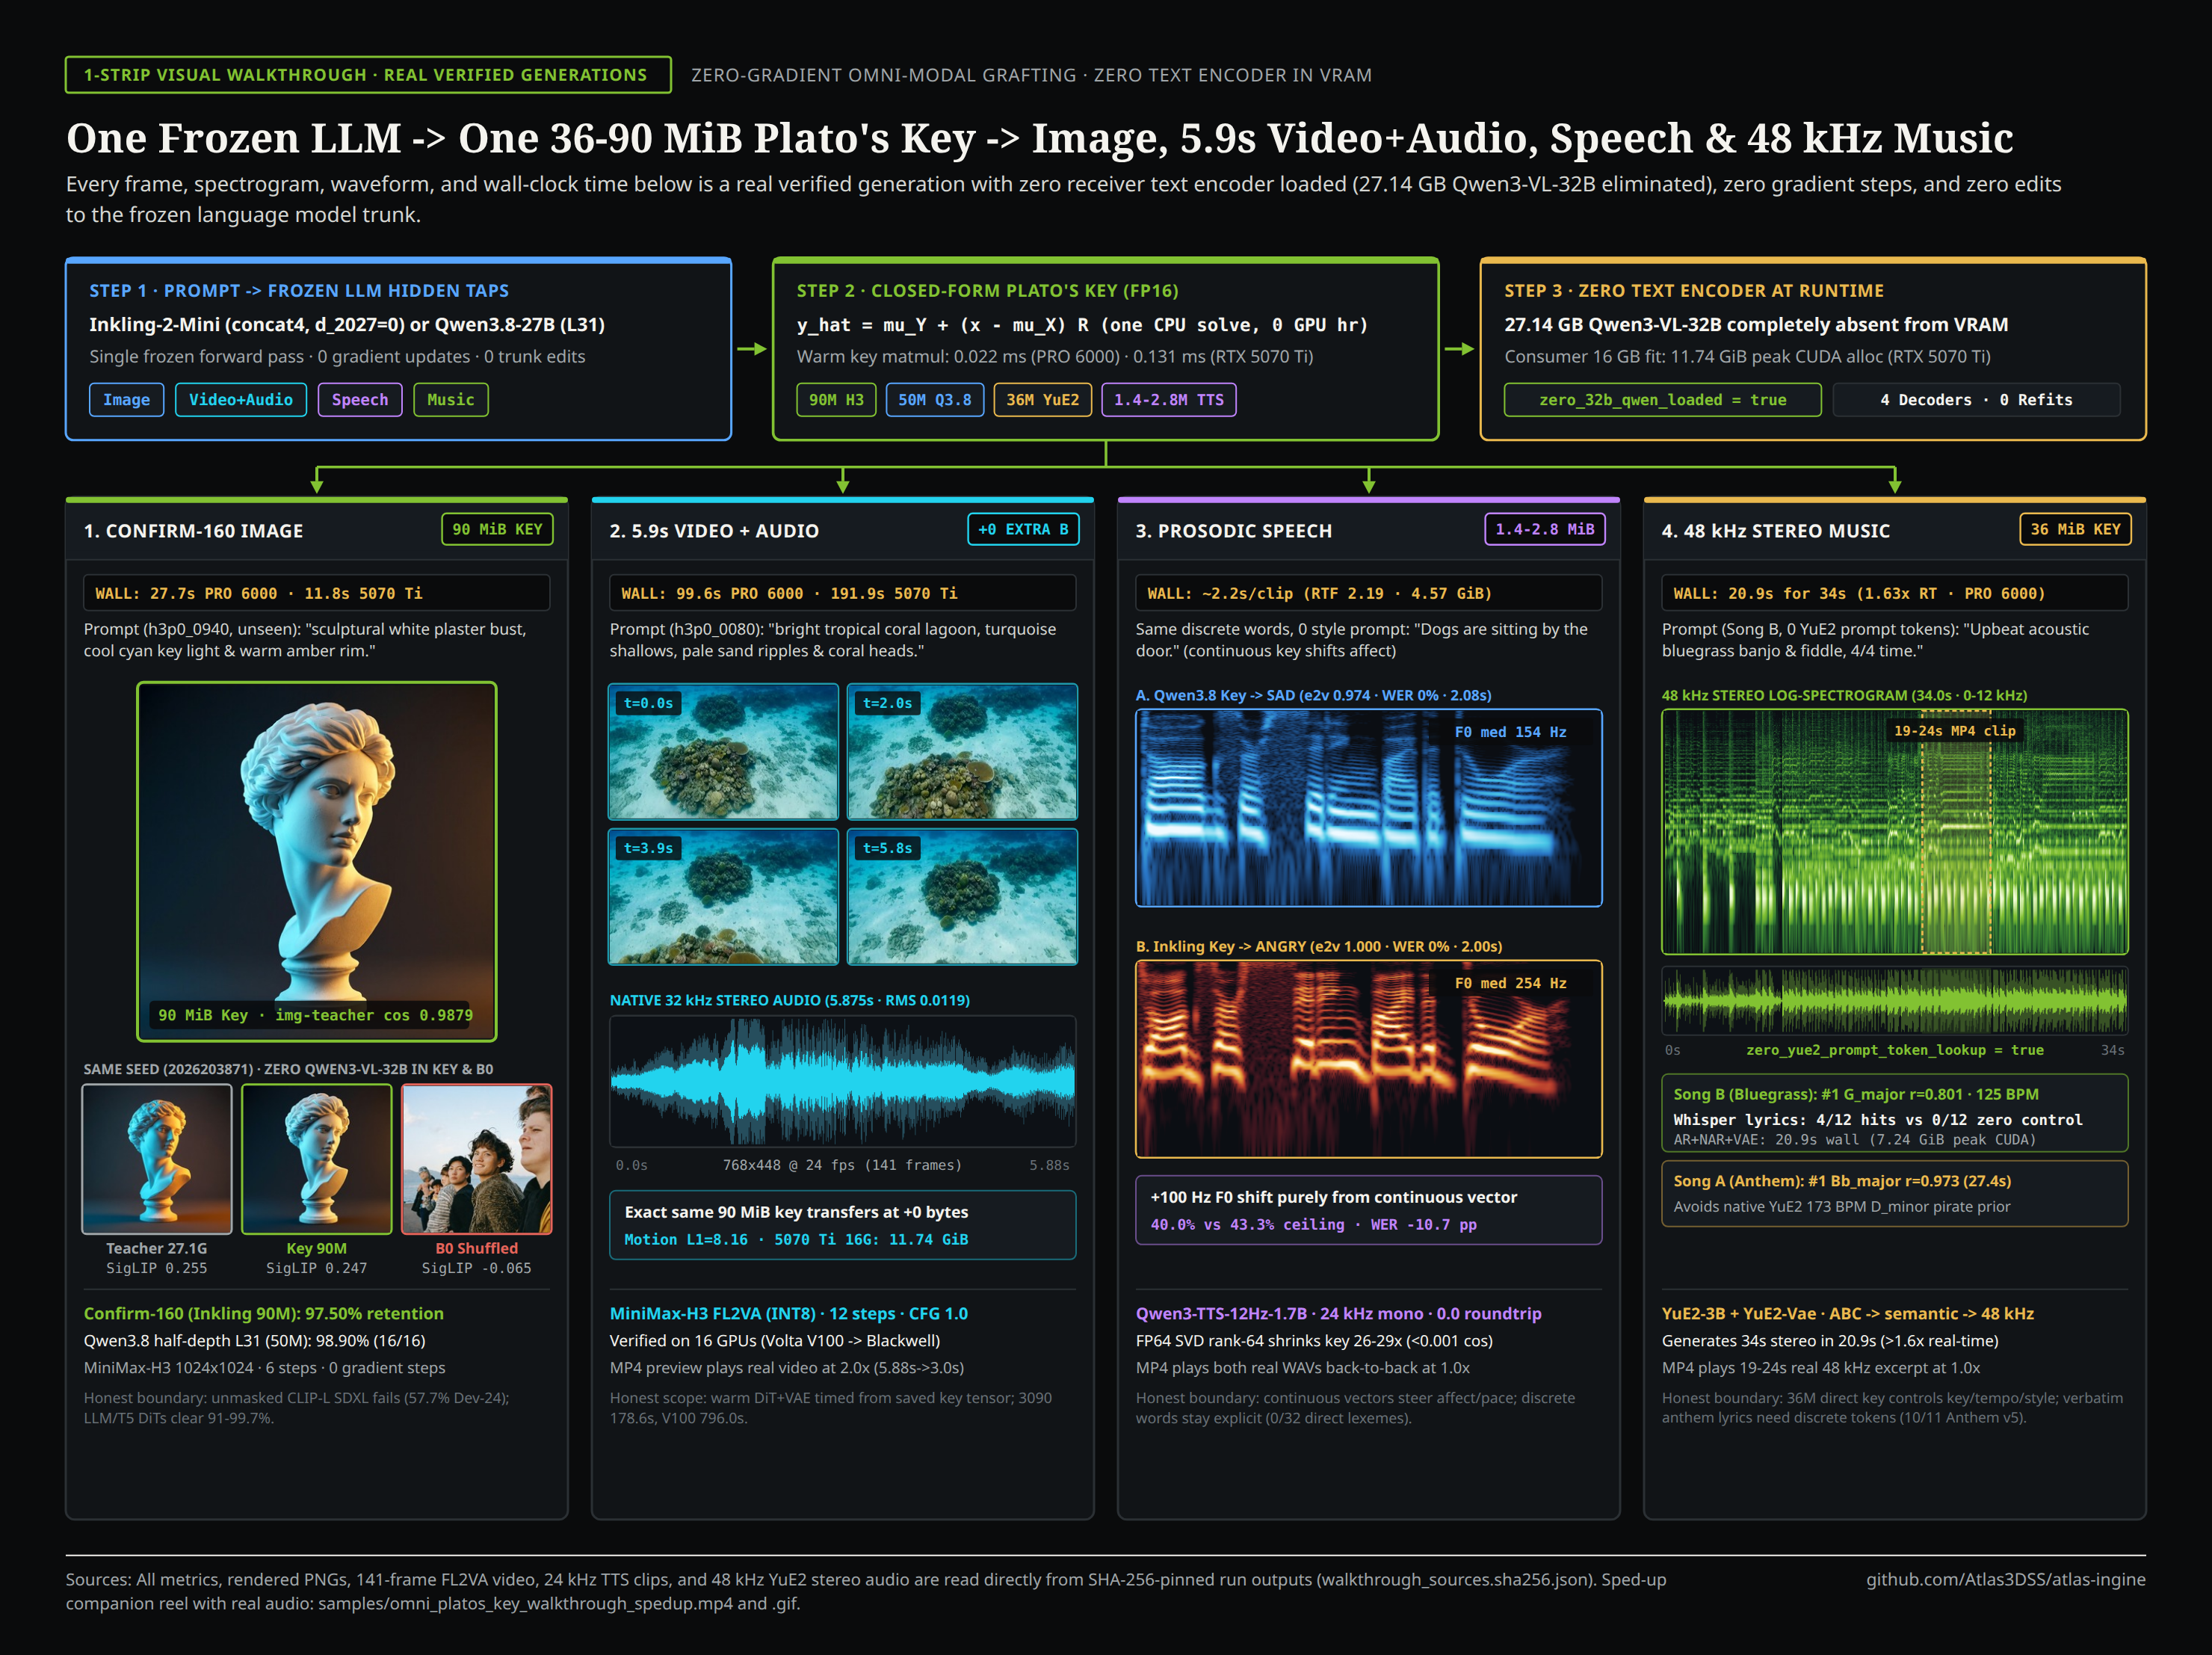 1-STRIP VISUAL WALKTHROUGH · REAL VERIFIED GENERATIONS
ZERO-GRADIENT OMNI-MODAL GRAFTING · ZERO TEXT ENCODER IN VRAM
One Frozen LLM -> One 36-90 MiB Plato's Key -> Image, 5.9s Video+Audio, Speech & 48 kHz Music
Every frame, spectrogram, waveform, and wall-clock time below is a real verified generation with zero receiver text encoder loaded (27.14 GB Qwen3-VL-32B eliminated), zero gradient steps, and zero edits
to the frozen language model trunk.
STEP 1 · PROMPT -> FROZEN LLM HIDDEN TAPS
Inkling-2-Mini (concat4, d_2027=0) or Qwen3.8-27B (L31)
Single frozen forward pass · 0 gradient updates · 0 trunk edits
Image
Video+Audio
Speech
Music
STEP 2 · CLOSED-FORM PLATO'S KEY (FP16)
y_hat = mu_Y + (x - mu_X) R (one CPU solve, 0 GPU hr)
Warm key matmul: 0.022 ms (PRO 6000) · 0.131 ms (RTX 5070 Ti)
90M H3
50M Q3.8
36M YuE2
1.4-2.8M TTS
STEP 3 · ZERO TEXT ENCODER AT RUNTIME
27.14 GB Qwen3-VL-32B completely absent from VRAM
Consumer 16 GB fit: 11.74 GiB peak CUDA alloc (RTX 5070 Ti)
zero_32b_qwen_loaded = true
4 Decoders · 0 Refits
1. CONFIRM-160 IMAGE
90 MiB KEY
WALL: 27.7s PRO 6000 · 11.8s 5070 Ti
Prompt (h3p0_0940, unseen): "sculptural white plaster bust,
cool cyan key light & warm amber rim."
90 MiB Key · img-teacher cos 0.9879
SAME SEED (2026203871) · ZERO QWEN3-VL-32B IN KEY & B0
Teacher 27.1G
SigLIP 0.255
Key 90M
SigLIP 0.247
B0 Shuffled
SigLIP -0.065
Confirm-160 (Inkling 90M): 97.50% retention
Qwen3.8 half-depth L31 (50M): 98.90% (16/16)
MiniMax-H3 1024x1024 · 6 steps · 0 gradient steps
Honest boundary: unmasked CLIP-L SDXL fails (57.7% Dev-24);
LLM/T5 DiTs clear 91-99.7%.
2. 5.9s VIDEO + AUDIO
+0 EXTRA B
WALL: 99.6s PRO 6000 · 191.9s 5070 Ti
Prompt (h3p0_0080): "bright tropical coral lagoon, turquoise
shallows, pale sand ripples & coral heads."
t=0.0s
t=2.0s
t=3.9s
t=5.8s
NATIVE 32 kHz STEREO AUDIO (5.875s · RMS 0.0119)
0.0s
768x448 @ 24 fps (141 frames)
5.88s
Exact same 90 MiB key transfers at +0 bytes
Motion L1=8.16 · 5070 Ti 16G: 11.74 GiB
MiniMax-H3 FL2VA (INT8) · 12 steps · CFG 1.0
Verified on 16 GPUs (Volta V100 -> Blackwell)
MP4 preview plays real video at 2.0x (5.88s->3.0s)
Honest scope: warm DiT+VAE timed from saved key tensor; 3090
178.6s, V100 796.0s.
3. PROSODIC SPEECH
1.4-2.8 MiB
WALL: ~2.2s/clip (RTF 2.19 · 4.57 GiB)
Same discrete words, 0 style prompt: "Dogs are sitting by the
door." (continuous key shifts affect)
A. Qwen3.8 Key -> SAD (e2v 0.974 · WER 0% · 2.08s)
F0 med 154 Hz
B. Inkling Key -> ANGRY (e2v 1.000 · WER 0% · 2.00s)
F0 med 254 Hz
+100 Hz F0 shift purely from continuous vector
40.0% vs 43.3% ceiling · WER -10.7 pp
Qwen3-TTS-12Hz-1.7B · 24 kHz mono · 0.0 roundtrip
FP64 SVD rank-64 shrinks key 26-29x (<0.001 cos)
MP4 plays both real WAVs back-to-back at 1.0x
Honest boundary: continuous vectors steer affect/pace; discrete
words stay explicit (0/32 direct lexemes).
4. 48 kHz STEREO MUSIC
36 MiB KEY
WALL: 20.9s for 34s (1.63x RT · PRO 6000)
Prompt (Song B, 0 YuE2 prompt tokens): "Upbeat acoustic
bluegrass banjo & fiddle, 4/4 time."
48 kHz STEREO LOG-SPECTROGRAM (34.0s · 0-12 kHz)
19-24s MP4 clip
0s
zero_yue2_prompt_token_lookup = true
34s
Song B (Bluegrass): #1 G_major r=0.801 · 125 BPM
Whisper lyrics: 4/12 hits vs 0/12 zero control
AR+NAR+VAE: 20.9s wall (7.24 GiB peak CUDA)
Song A (Anthem): #1 Bb_major r=0.973 (27.4s)
Avoids native YuE2 173 BPM D_minor pirate prior
YuE2-3B + YuE2-Vae · ABC -> semantic -> 48 kHz
Generates 34s stereo in 20.9s (>1.6x real-time)
MP4 plays 19-24s real 48 kHz excerpt at 1.0x
Honest boundary: 36M direct key controls key/tempo/style; verbatim
anthem lyrics need discrete tokens (10/11 Anthem v5).
Sources: All metrics, rendered PNGs, 141-frame FL2VA video, 24 kHz TTS clips, and 48 kHz YuE2 stereo audio are read directly from SHA-256-pinned run outputs (walkthrough_sources.sha256.json). Sped-up
companion reel with real audio: samples/omni_platos_key_walkthrough_spedup.mp4 and .gif.
github.com/Atlas3DSS/atlas-ingine